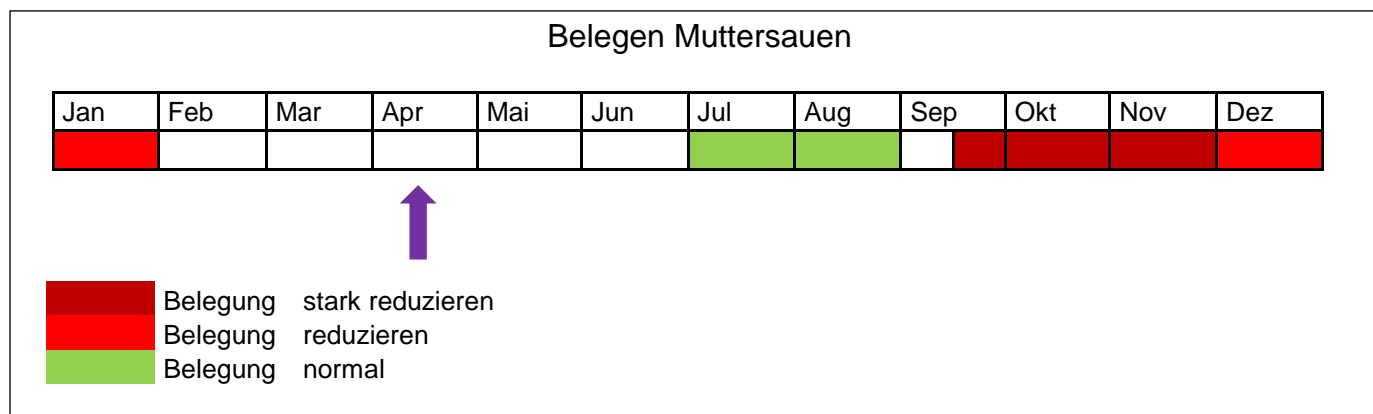 Belegen Muttersauen
Jan Feb Mar Apr Mai Jun Jul Aug Sep Okt Nov Dez
Belegung stark reduzieren
Belegung reduzieren
Belegung normal